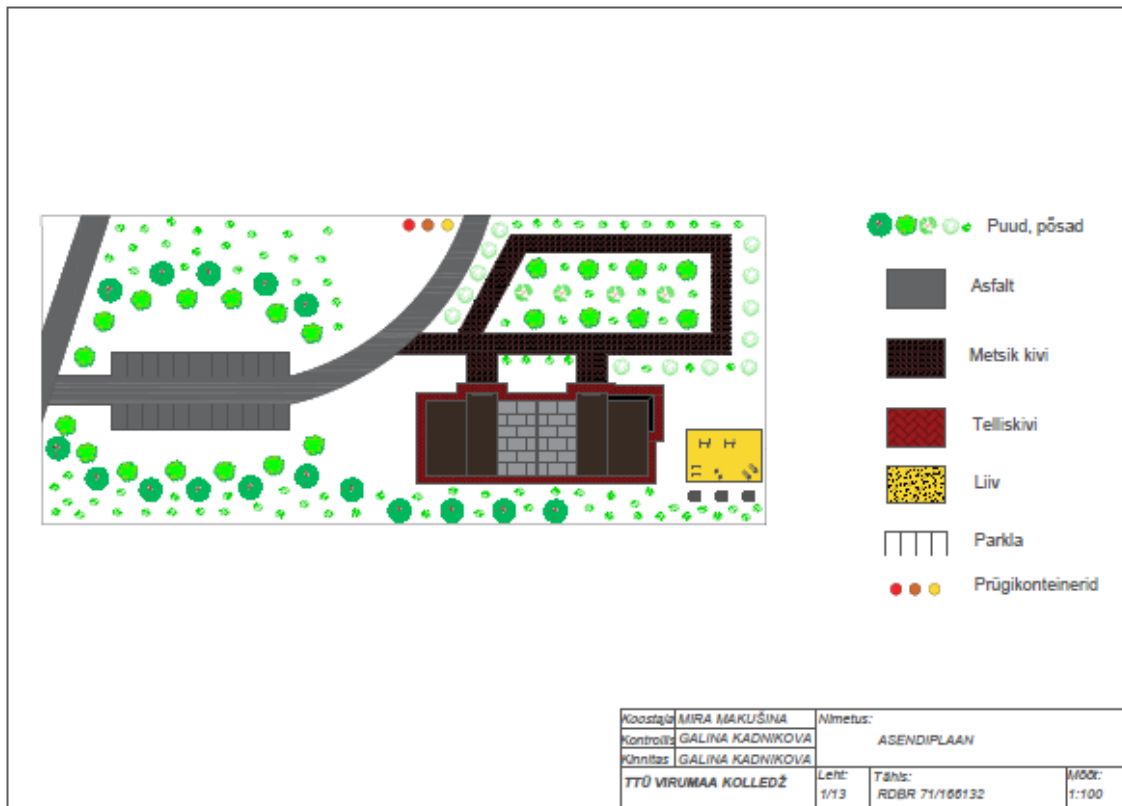 Puud, põsad
Asfalt
Metsik kivi
Telliskivi
Liiv
Parkla
Prügikonteinerid
Koostaja MIRA MAKUŠINA
Nimetus:
Kontrollis GALINA KADNIKOVA
ASENDIPLAAN
Kinnitas GALINA KADNIKOVA
TTÜ VIRUMAA KOLLEDŽ
Leht:
1/13
Tähis:
RDBR 71/166132
Mõõt:
1:100